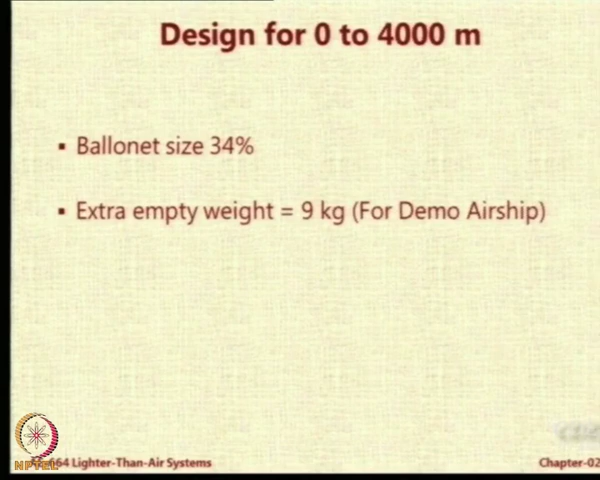 Design for 0 to 4000 m
▪ Ballonet size 34%
▪ Extra empty weight = 9 kg (For Demo Airship)
NPTEL
664 Lighter-Than-Air Systems
Chapter-02